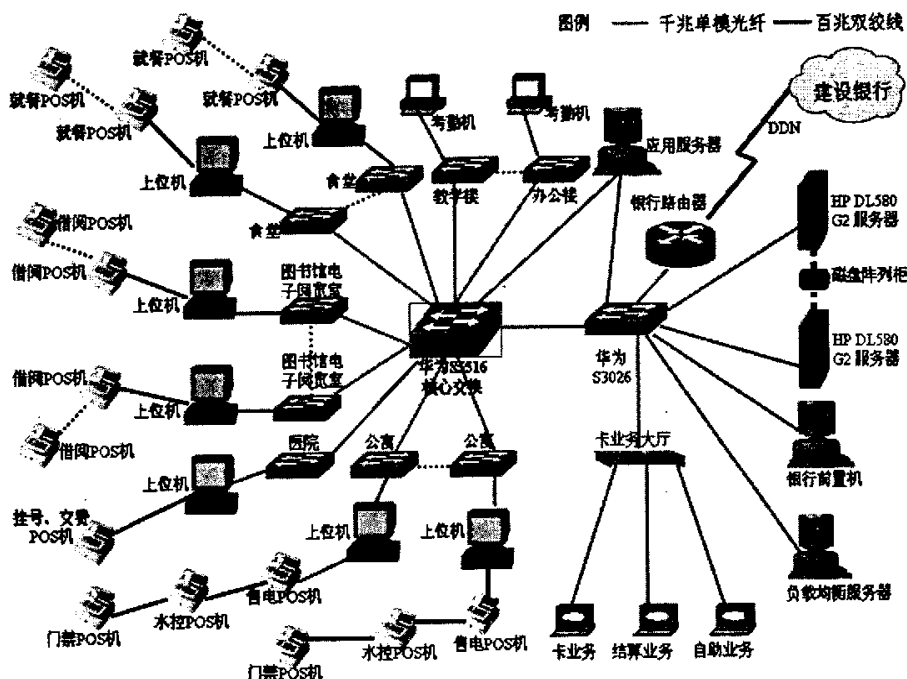 图例 千兆单模光纤 百兆双绞线
就餐POS机
就餐POS机
就餐POS机
就餐POS机
上位机
上位机
食堂
食堂
考勤机
考勤机
教学楼
办公楼
应用服务器
建设银行
DDN
银行路由器
HP DL580
G2 服务器
磁盘阵列柜
HP DL580
G2 服务器
借阅POS机
借阅POS机
上位机
图书馆电
子阅览室
华为S5516
核心交换
华为
S3026
图书馆电
子阅览室
借阅POS机
借阅POS机
上位机
医院
上位机
挂号、交费
POS机
公寓
公寓
上位机
上位机
售电POS机
水控POS机
门禁POS机
售电POS机
水控POS机
门禁POS机
卡业务大厅
银行前置机
负载均衡服务器
卡业务
结算业务
自助业务